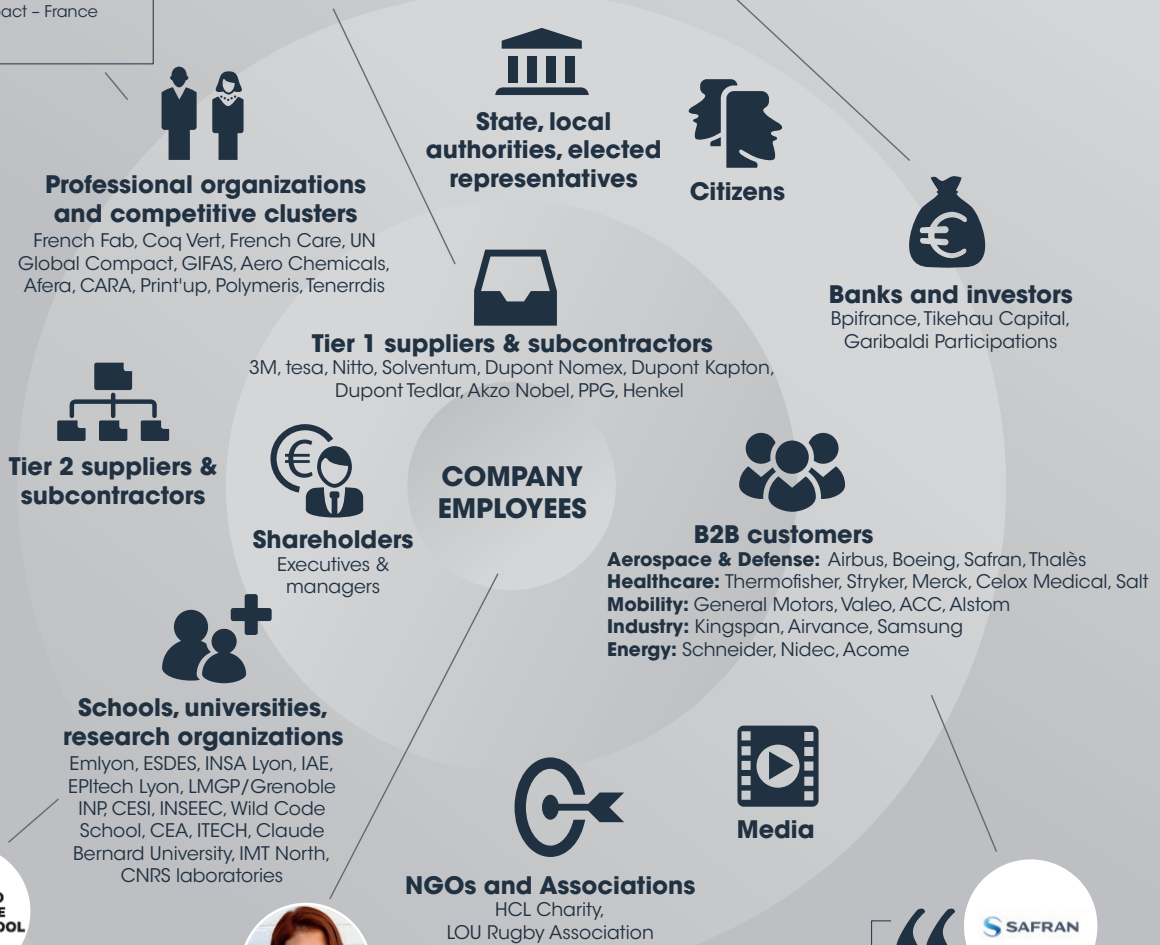 act – France
State, local
authorities, elected
representatives
Citizens
Professional organizations
and competitive clusters
French Fab, Coq Vert, French Care, UN
Global Compact, GIFAS, Aero Chemicals,
Afera, CARA, Print'up, Polymeris, Tenerrdis
Banks and investors
Bpifrance, Tikehau Capital,
Garibaldi Participations
Tier 1 suppliers & subcontractors
3M, tesa, Nitto, Solventum, Dupont Nomex, Dupont Kapton,
Dupont Tedlar, Akzo Nobel, PPG, Henkel
Tier 2 suppliers &
subcontractors
COMPANY
EMPLOYEES
Shareholders
Executives &
managers
B2B customers
Aerospace & Defense: Airbus, Boeing, Safran, Thalès
Healthcare: Thermofisher, Stryker, Merck, Celox Medical, Salt
Mobility: General Motors, Valeo, ACC, Alstom
Industry: Kingspan, Airvance, Samsung
Energy: Schneider, Nidec, Acome
Schools, universities,
research organizations
Emlyon, ESDES, INSA Lyon, IAE,
EPItech Lyon, LMGP/Grenoble
INP, CESI, INSEEC, Wild Code
School, CEA, ITECH, Claude
Bernard University, IMT North,
CNRS laboratories
Media
NGOs and Associations
HCL Charity,
LOU Rugby Association
OOL
“
SAFRAN